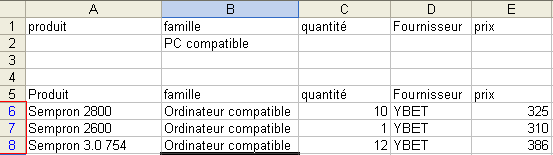 A B C D E
1 produit famille quantité Fournisseur prix
2 PC compatible
3
4
5 Produit famille quantité Fournisseur prix
6 Sempron 2800 Ordinateur compatible 10 YBET 325
7 Sempron 2600 Ordinateur compatible 1 YBET 310
8 Sempron 3.0 754 Ordinateur compatible 12 YBET 386